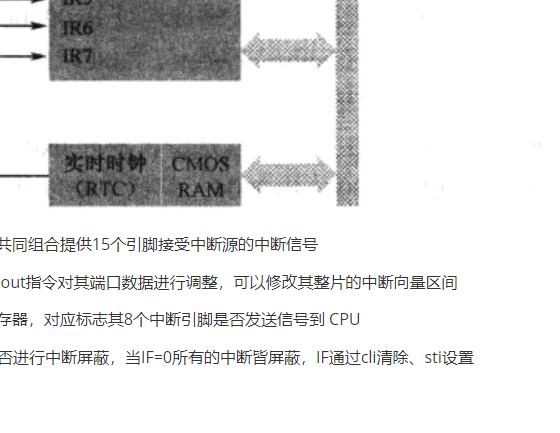 IR5
IR6
IR7
实时时钟
(RTC)
CMOS
RAM
共同组合提供15个引脚接受中断源的中断信号
out指令对其端口数据进行调整，可以修改其整片的中断向量区间
存器，对应标志其8个中断引脚是否发送信号到 CPU
否进行中断屏蔽，当IF=0所有的中断皆屏蔽，IF通过cli清除、sti设置